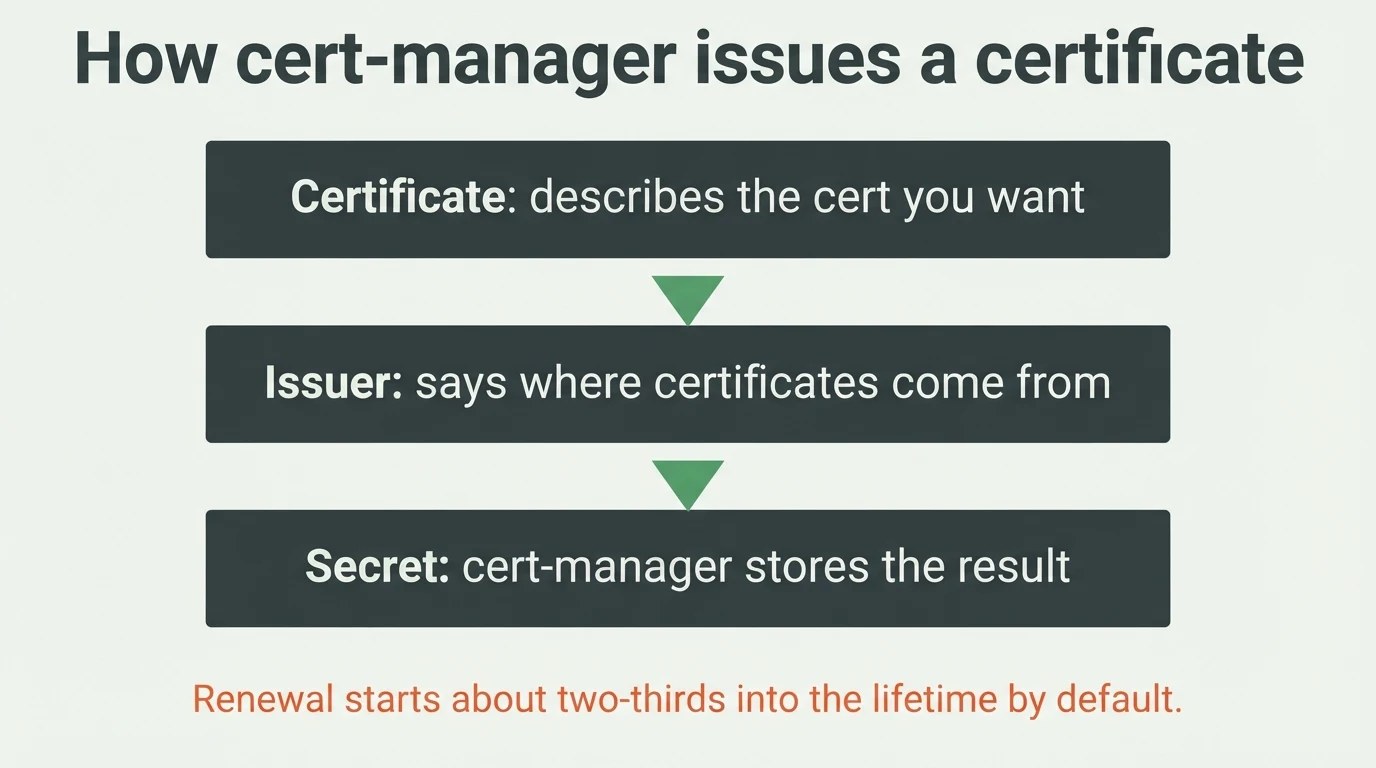 How cert-manager issues a certificate
Certificate: describes the cert you want
Issuer: says where certificates come from
Secret: cert-manager stores the result
Renewal starts about two-thirds into the lifetime by default.